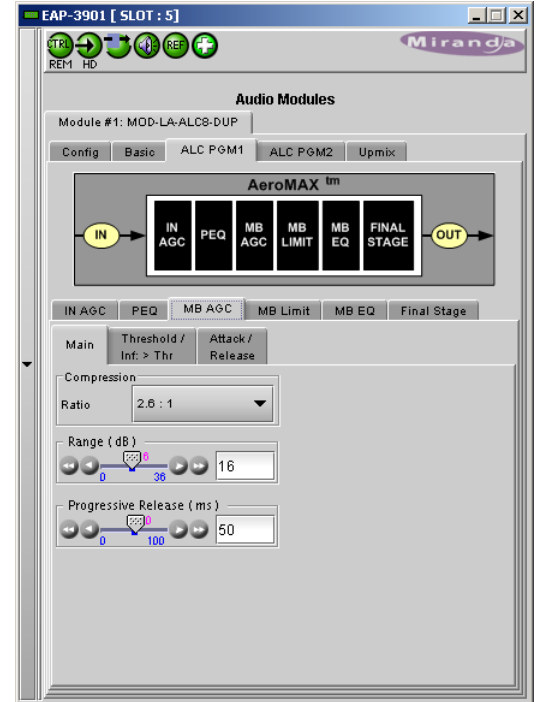 EAP-3901 [ SLOT : 5]
CTRL REF
REM HD
Miranda
Audio Modules
Module #1: MOD-LA-ALC8-DUP
Config Basic ALC PGM1 ALC PGM2 Upmix
AeroMAX tm
IN IN AGC PEQ MB AGC MB LIMIT MB EQ FINAL STAGE OUT
IN AGC PEQ MB AGC MB Limit MB EQ Final Stage
Main Threshold / Inf: > Thr Attack / Release
Compression
Ratio 2.6 : 1
Range ( dB )
0 36 16
Progressive Release ( ms )
0 100 50